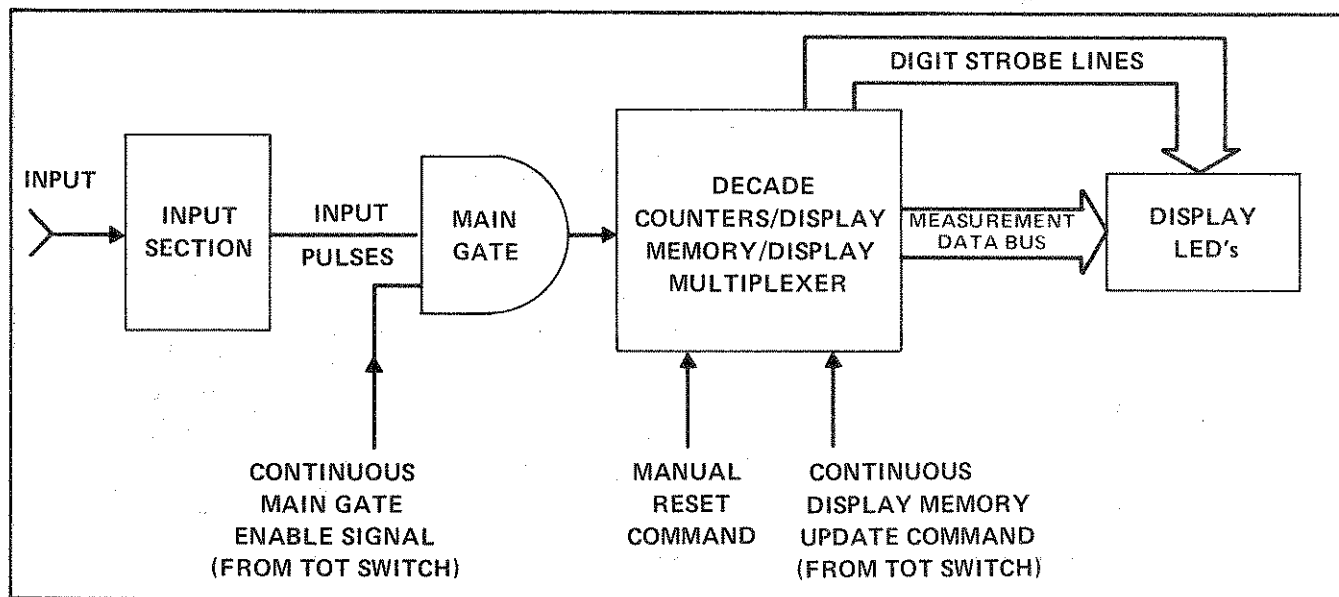 DIGIT STROBE LINES
INPUT
INPUT
SECTION
INPUT
PULSES
MAIN
GATE
DECADE
COUNTERS/DISPLAY
MEMORY/DISPLAY
MULTIPLEXER
MEASUREMENT
DATA BUS
DISPLAY
LED's
CONTINUOUS
MAIN GATE
ENABLE SIGNAL
(FROM TOT SWITCH)
MANUAL
RESET
COMMAND
CONTINUOUS
DISPLAY MEMORY
UPDATE COMMAND
(FROM TOT SWITCH)